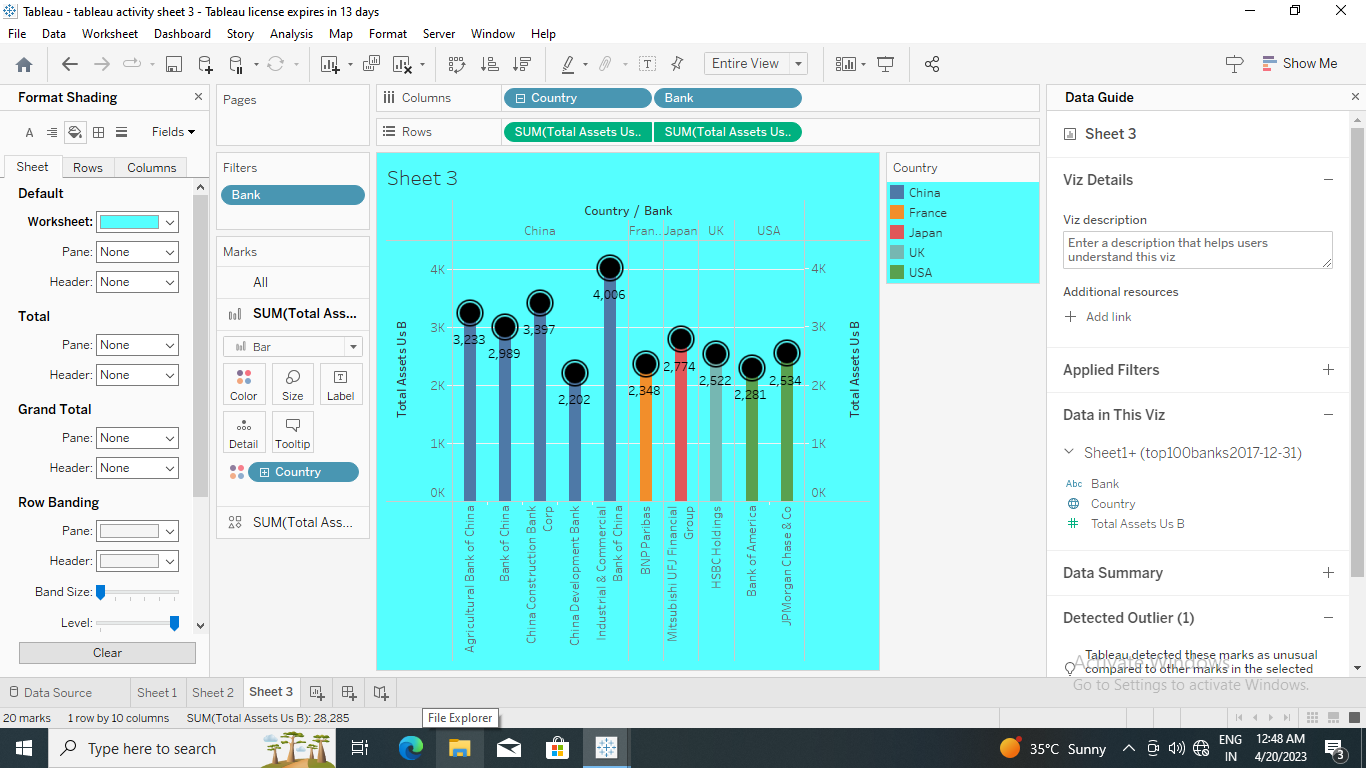 Tableau - tableau activity sheet 3 - Tableau license expires in 13 days
File Data Worksheet Dashboard Story Analysis Map Format Server Window Help
Entire View
Show Me
Format Shading
Fields
Sheet Rows Columns
Default
Worksheet:
Pane: None
Header: None
Total
Pane: None
Header: None
Grand Total
Pane: None
Header: None
Row Banding
Pane:
Header:
Band Size:
Level:
Clear
Pages
Filters
Bank
Marks
All
SUM(Total Ass...
Bar
Color Size Label
Detail Tooltip
Country
SUM(Total Ass...
Columns Country Bank
Rows SUM(Total Assets Us.. SUM(Total Assets Us..
Sheet 3
Country / Bank
China Fran.. Japan UK USA
Total Assets Us B
4K
3K
2K
1K
0K
3,233
2,989
3,397
2,202
4,006
2,348
2,774
2,522
2,281
2,534
4K
3K
2K
1K
0K
Total Assets Us B
Agricultural Bank of China
Bank of China
China Construction Bank
Corp
China Development Bank
Industrial & Commercial
Bank of China
BNP Paribas
Mitsubishi UFJ Financial
Group
HSBC Holdings
Bank of America
JPMorgan Chase & Co
Country
China
France
Japan
UK
USA
Data Guide
Sheet 3
Viz Details
Viz description
Enter a description that helps users
understand this viz
Additional resources
Add link
Applied Filters
Data in This Viz
Sheet1+ (top100banks2017-12-31)
Abc Bank
Country
Total Assets Us B
Data Summary
Detected Outlier (1)
Tableau detected these marks as unusual
compared to other marks in the selected
Activate Windows
Go to Settings to activate Windows.
Data Source Sheet 1 Sheet 2 Sheet 3
20 marks 1 row by 10 columns SUM(Total Assets Us B): 28,285
File Explorer
Type here to search
35°C Sunny
ENG
IN
12:48 AM
4/20/2023
3